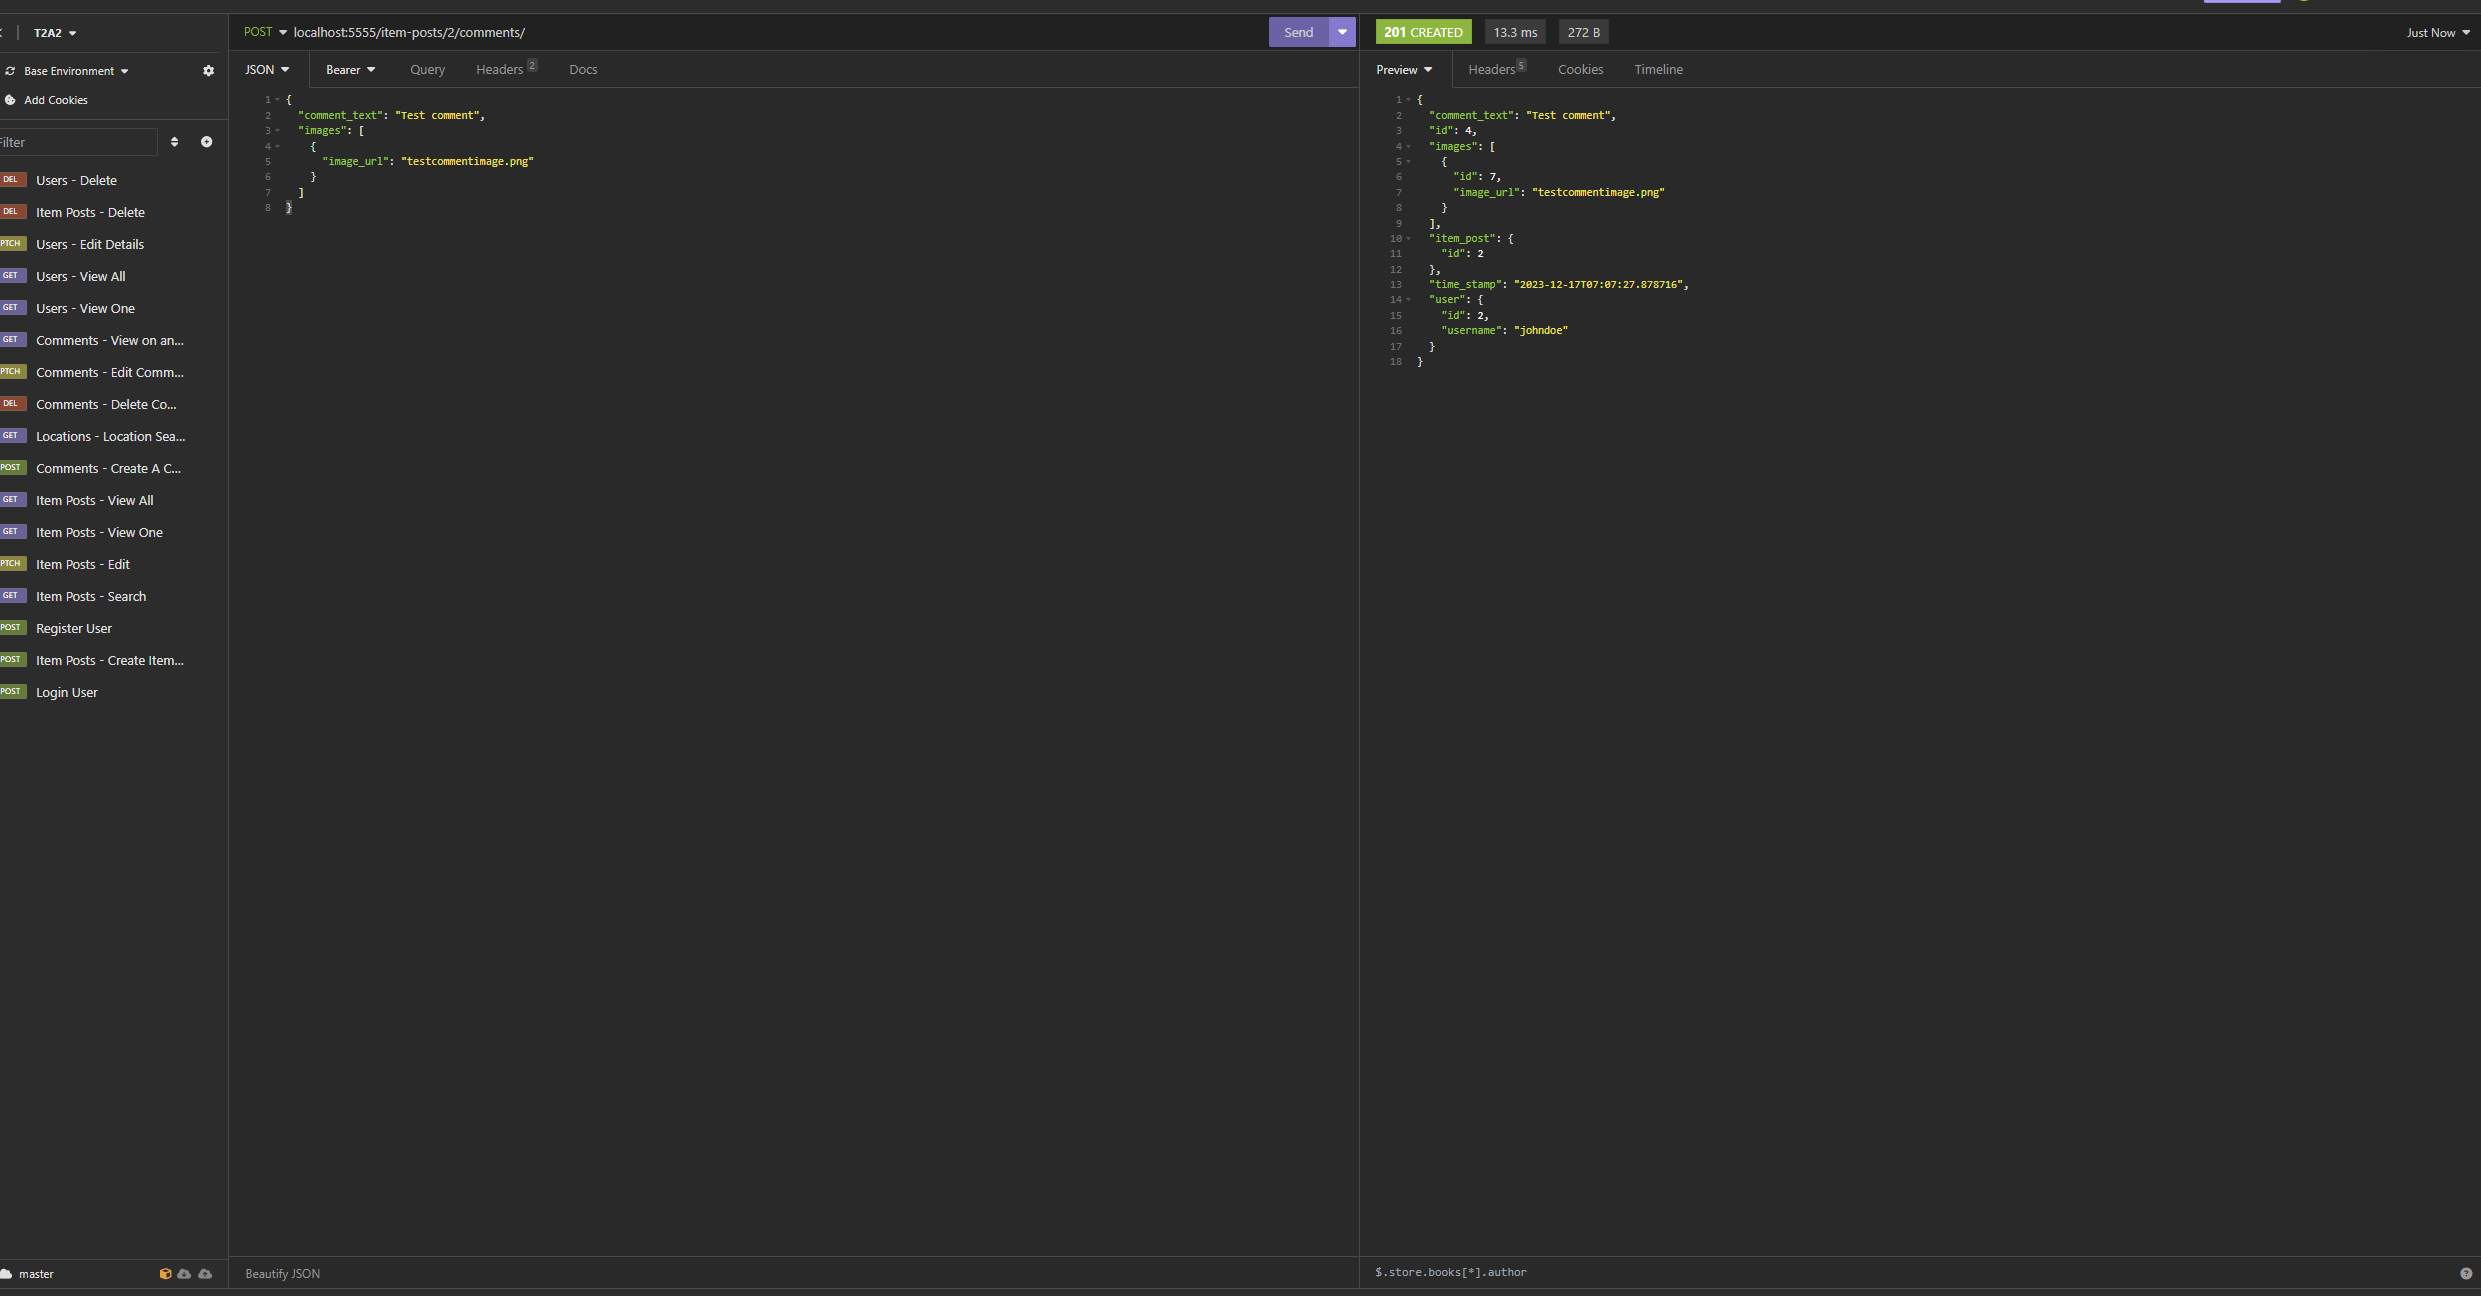 T2A2
Base Environment
Add Cookies
Filter
DEL Users - Delete
DEL Item Posts - Delete
PTCH Users - Edit Details
GET Users - View All
GET Users - View One
GET Comments - View on an...
PTCH Comments - Edit Comm...
DEL Comments - Delete Co...
GET Locations - Location Sea...
POST Comments - Create A C...
GET Item Posts - View All
GET Item Posts - View One
PTCH Item Posts - Edit
GET Item Posts - Search
POST Register User
POST Item Posts - Create Item...
POST Login User
master
POST localhost:5555/item-posts/2/comments/ Send
JSON Bearer Query Headers 2 Docs
1 {
2 "comment_text": "Test comment",
3 "images": [
4 {
5 "image_url": "testcommentimage.png"
6 }
7 ]
8 }
Beautify JSON
201 CREATED 13.3 ms 272 B Just Now
Preview Headers 5 Cookies Timeline
1 {
2 "comment_text": "Test comment",
3 "id": 4,
4 "images": [
5 {
6 "id": 7,
7 "image_url": "testcommentimage.png"
8 }
9 ],
10 "item_post": {
11 "id": 2
12 },
13 "time_stamp": "2023-12-17T07:07:27.878716",
14 "user": {
15 "id": 2,
16 "username": "johndoe"
17 }
18 }
$.store.books[*].author